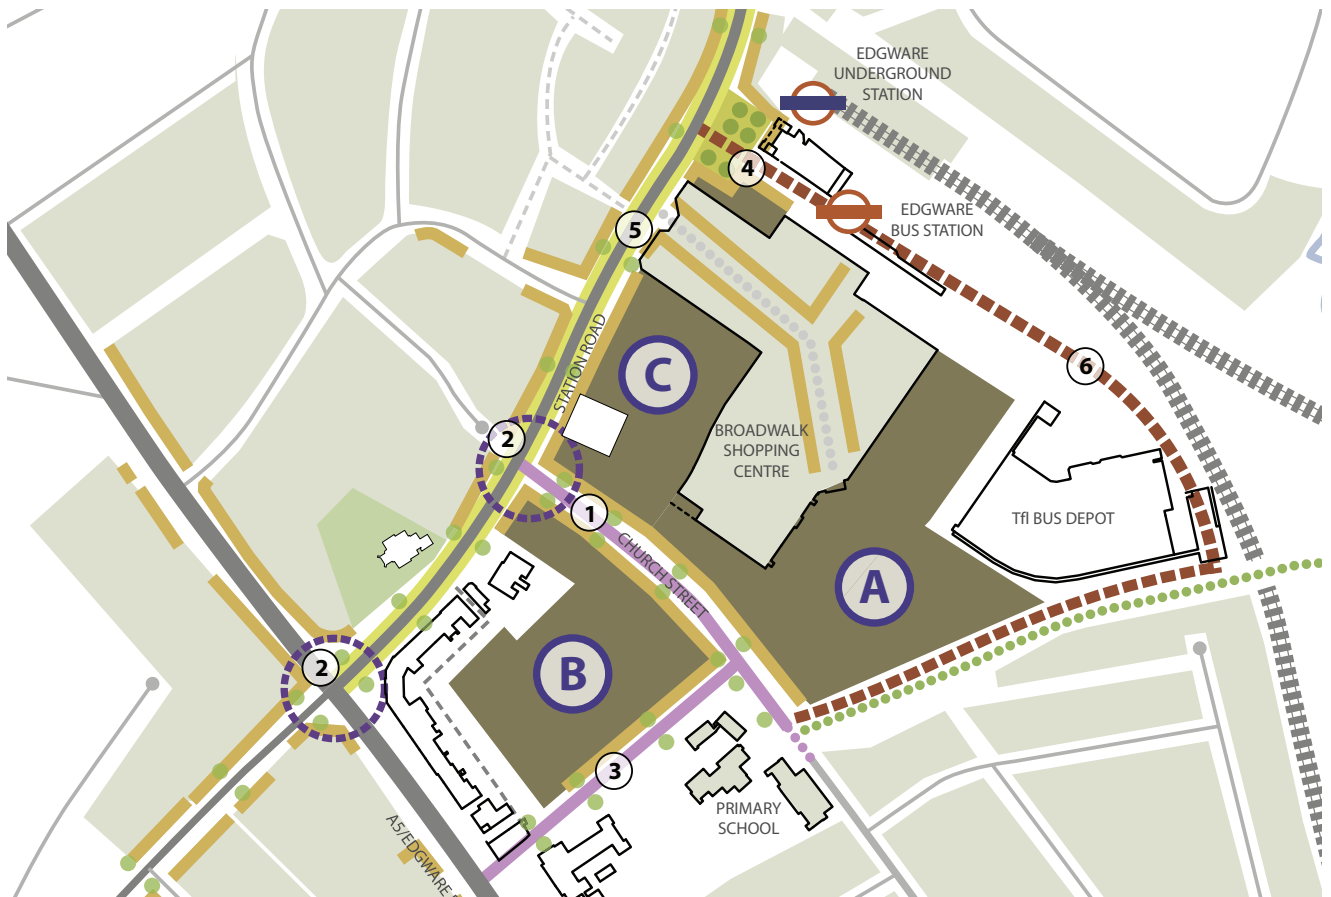 EDGWARE
UNDERGROUND
STATION
4
EDGWARE
BUS STATION
5
6
STATION ROAD
C
2
BROADWALK
SHOPPING
CENTRE
1
Tfl BUS DEPOT
CHURCH STREET
A
B
2
3
PRIMARY
SCHOOL
A5/EDGWARE